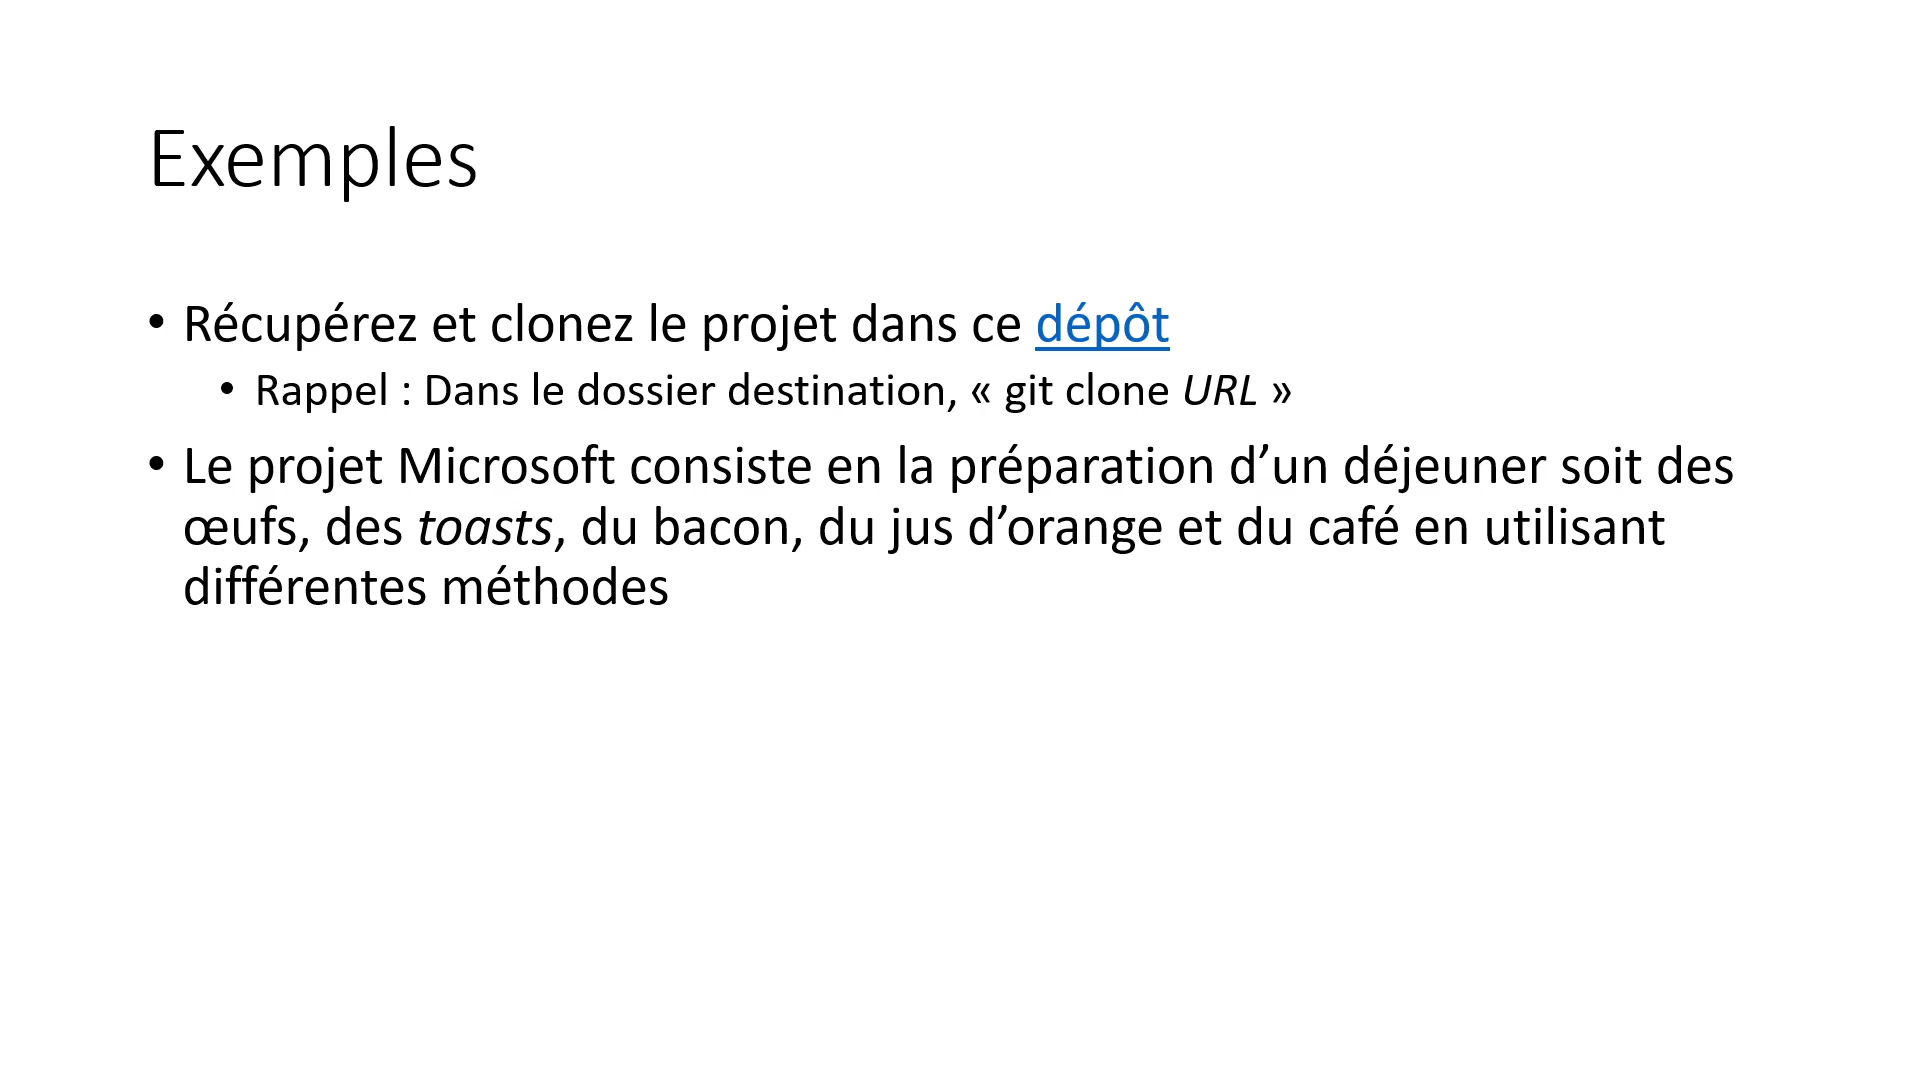 Exemples
• Récupérez et clonez le projet dans ce dépôt
• Rappel : Dans le dossier destination, « git clone URL »
• Le projet Microsoft consiste en la préparation d’un déjeuner soit des
œufs, des toasts, du bacon, du jus d’orange et du café en utilisant
différentes méthodes